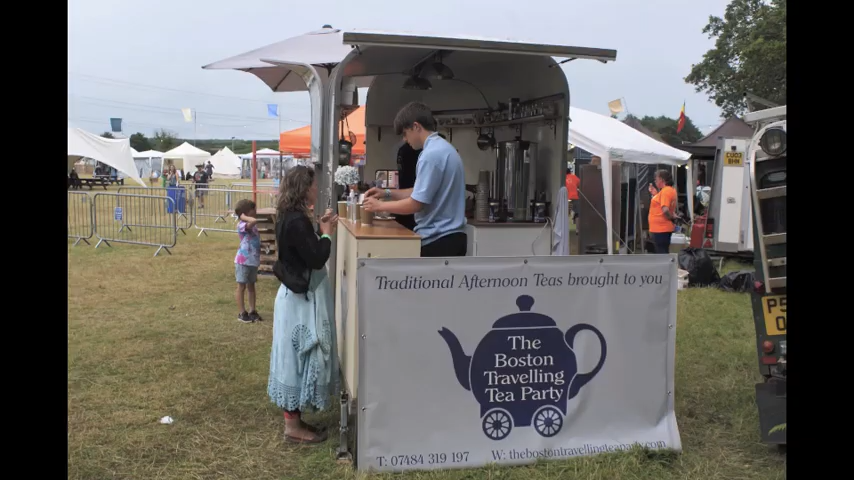 Traditional Afternoon Teas brought to you
The
Boston
Travelling
Tea Party
T: 07484 319 197 W: thebostontravellingteaparty.com